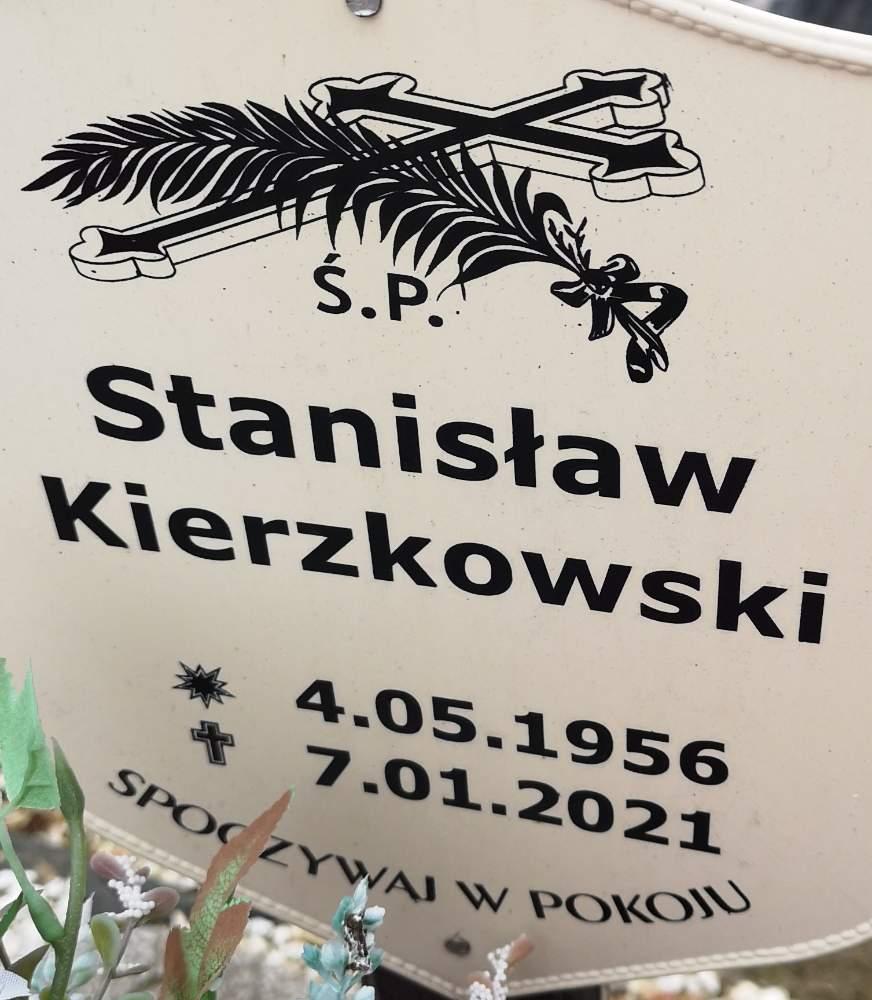 Ś.P.
Stanisław
Kierzkowski
4.05.1956
7.01.2021
SPOCZYWAJ W POKOJU